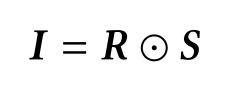 I = R ⊙ S